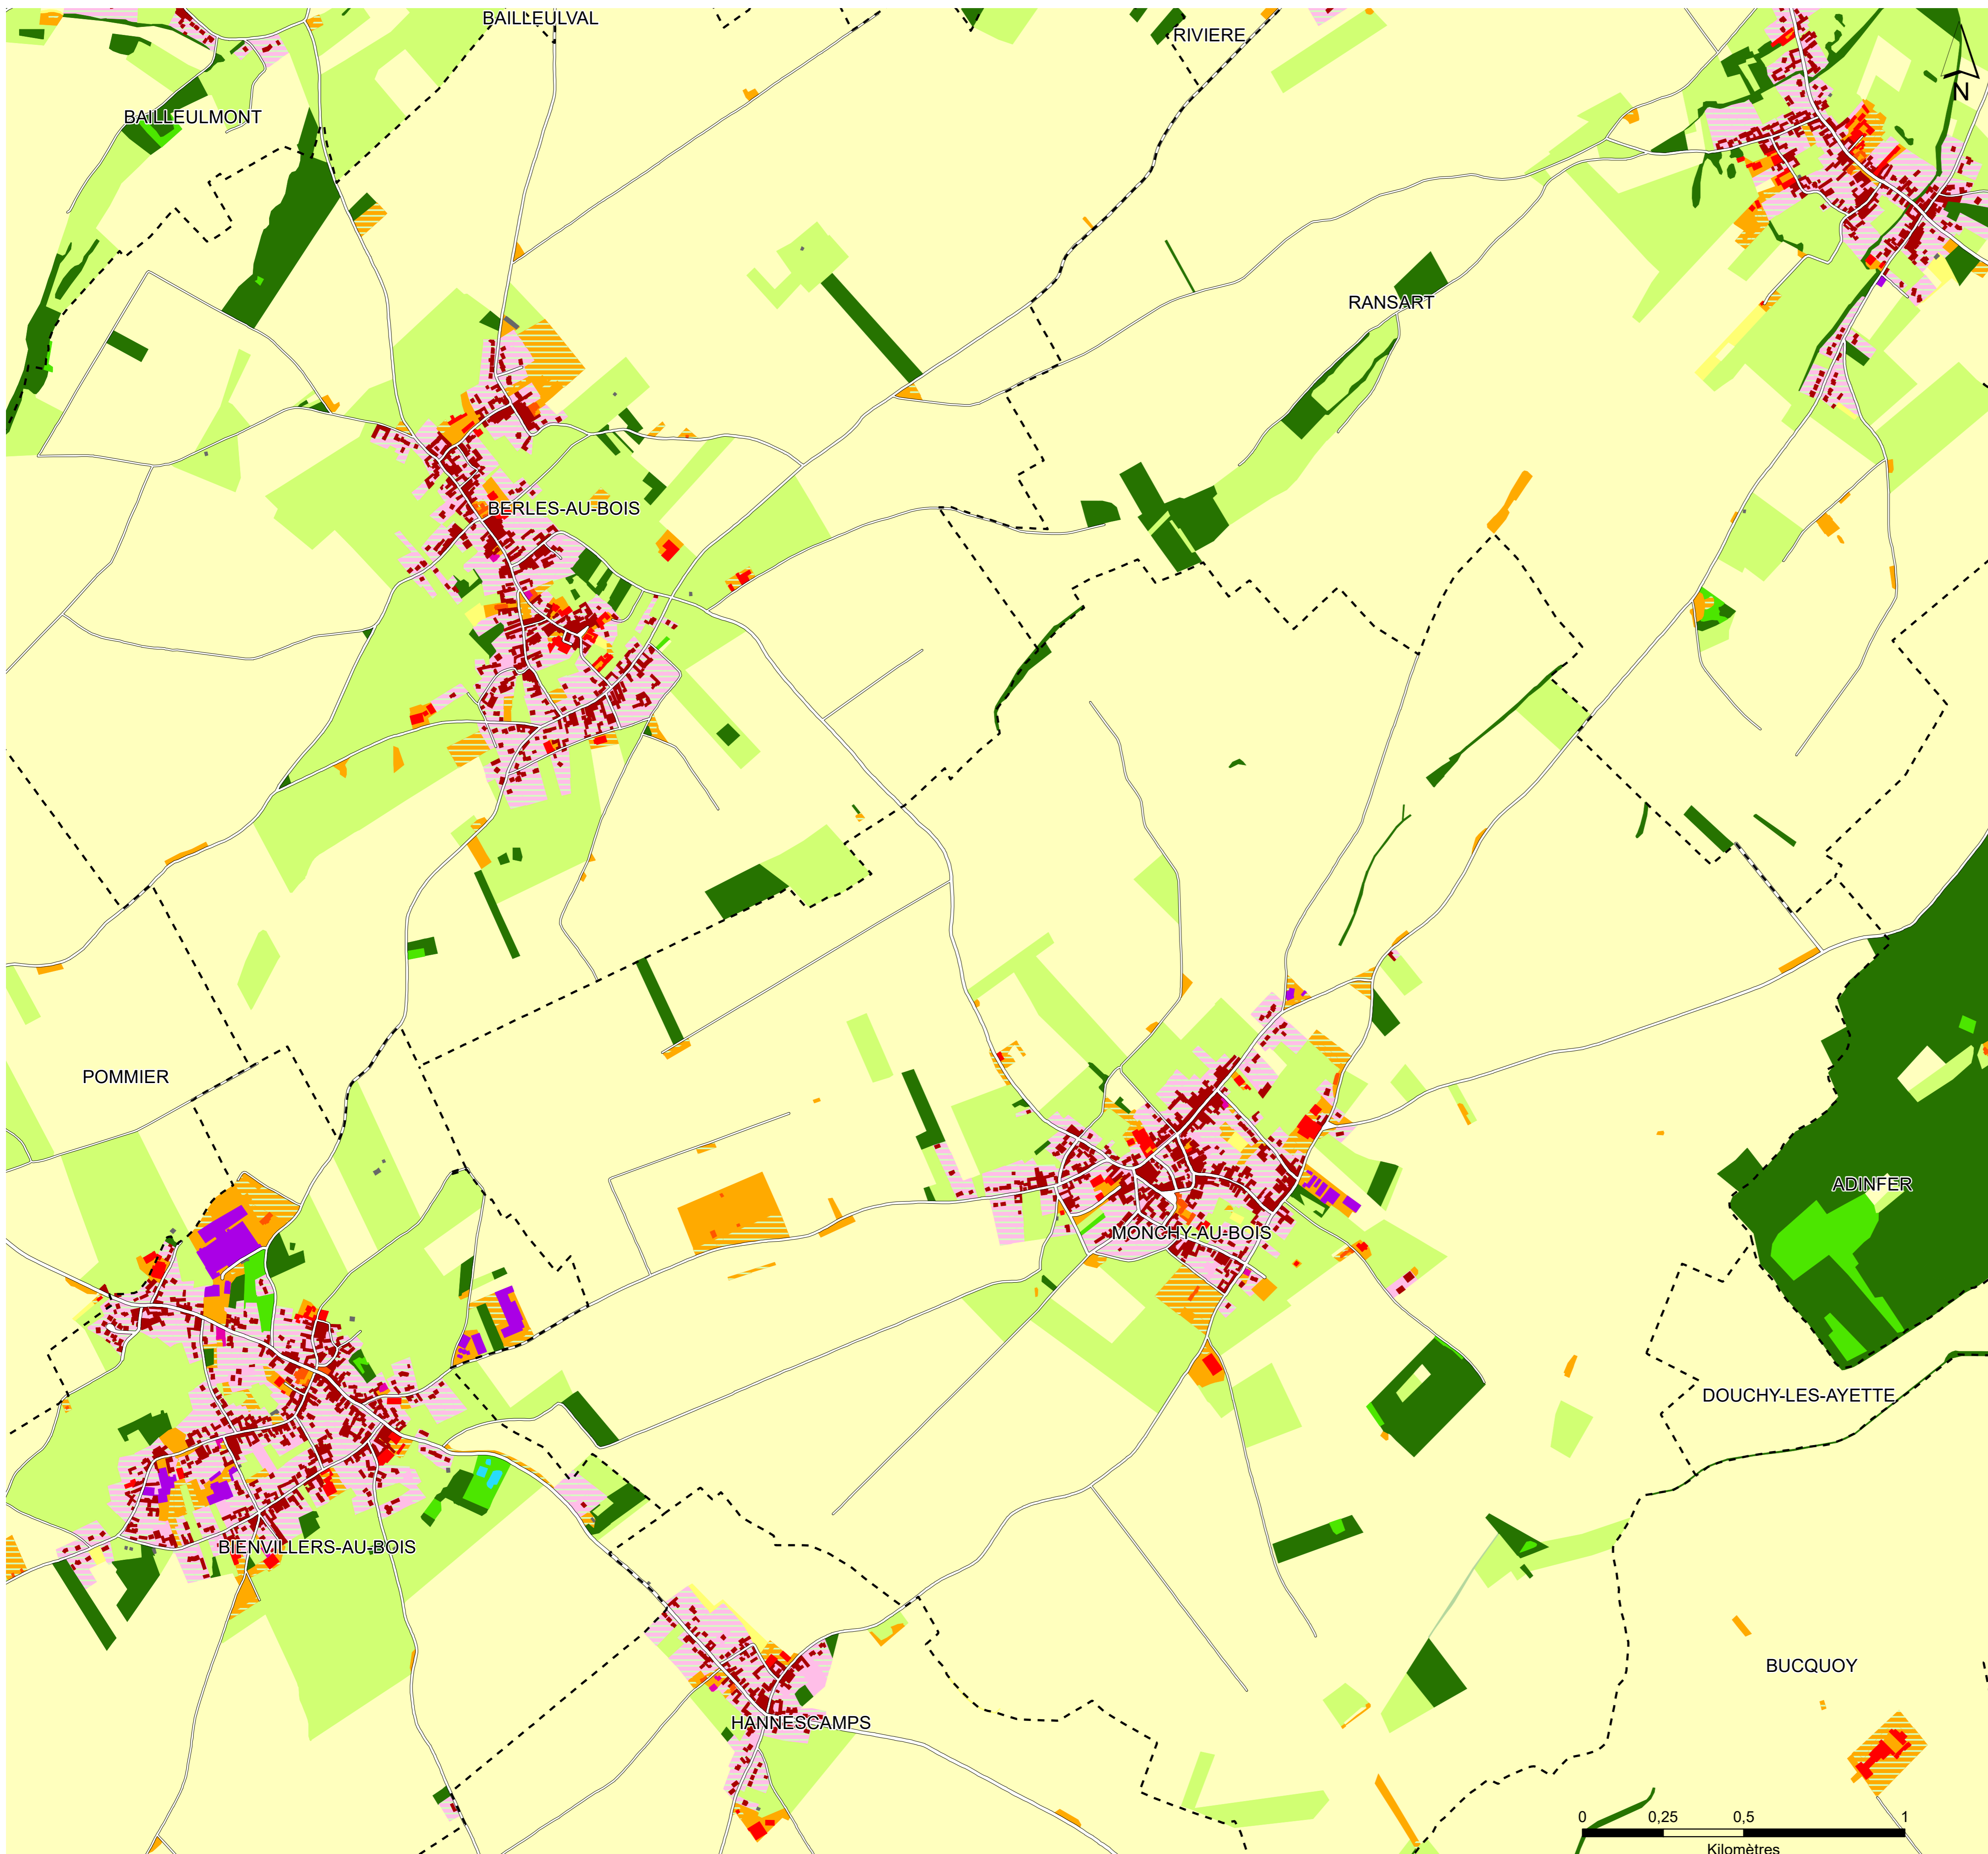 BAILLEULVAL
RIVIERE
N
BAILLEULMONT
RANSART
BERLES-AU-BOIS
POMMIER
ADINFER
MONCHY-AU-BOIS
DOUCHY-LES-AYETTE
BIENVILLERS-AU-BOIS
BUCQUOY
HANNESCAMPS
0 0,25 0,5 1
Kilomètres